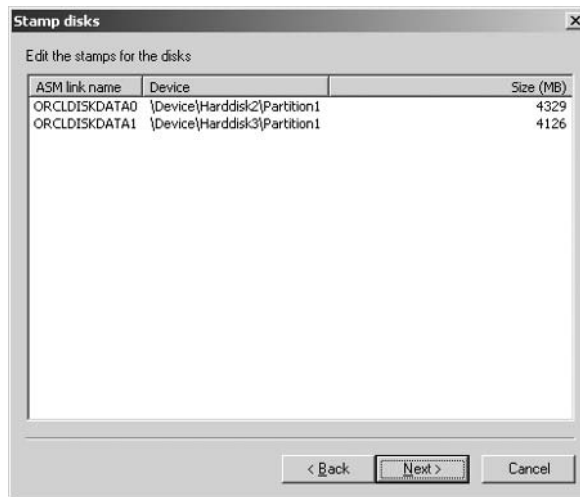 Stamp disks
Edit the stamps for the disks
ASM link name Device Size (MB)
ORCLDISKDATA0 \Device\Harddisk2\Partition1 4329
ORCLDISKDATA1 \Device\Harddisk3\Partition1 4126
< Back Next > Cancel